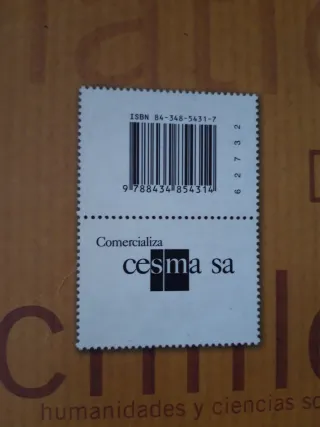 ISBN 84-348-5431-7
9 788434 854314
62732
Comercializa
cesma sa
humanidades y ciencias so